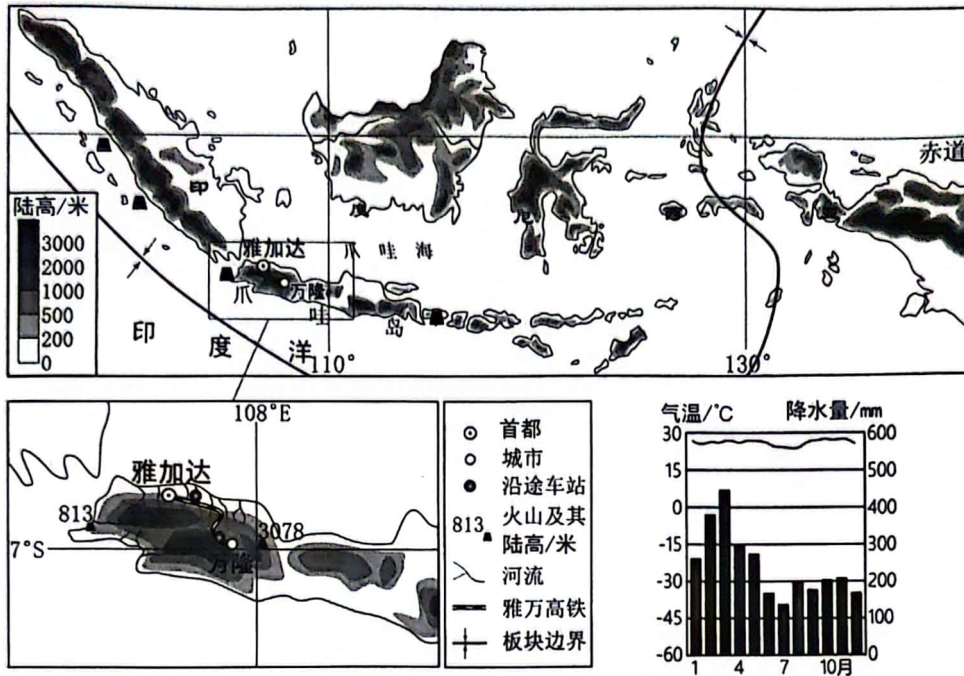 赤道
陆高/米
3000
2000
1000
500
200
0
印
度
尼
雅加达
爪 哇 海
万隆
爪
哇
岛
印 度 洋
110°
130°
108°E
雅加达
813
3078
7°S
万隆
首都
城市
沿途车站
813 火山及其
陆高/米
河流
雅万高铁
板块边界
气温/℃ 降水量/mm
30 600
15 500
0 400
-15 300
-30 200
-45 100
-60 0
1 4 7 10月